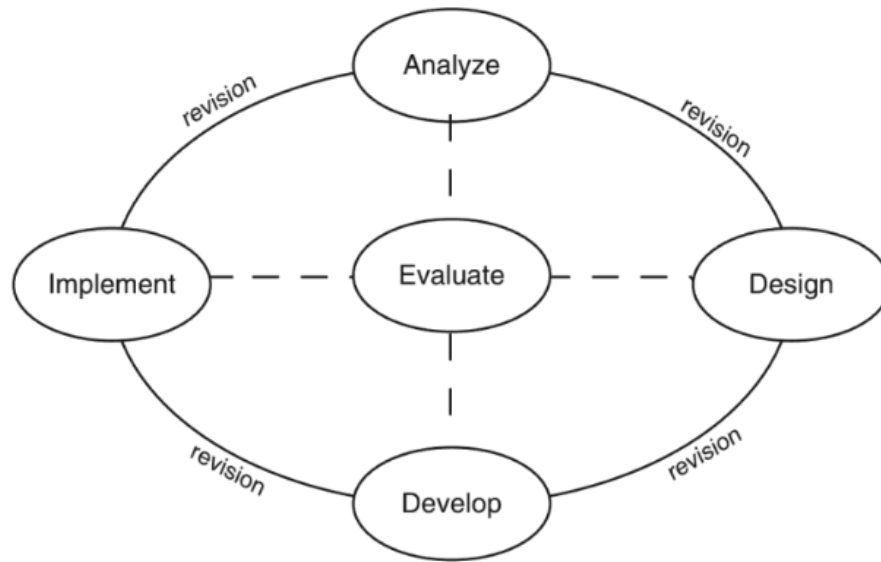 Analyze
revision
revision
Implement
Evaluate
Design
revision
revision
Develop